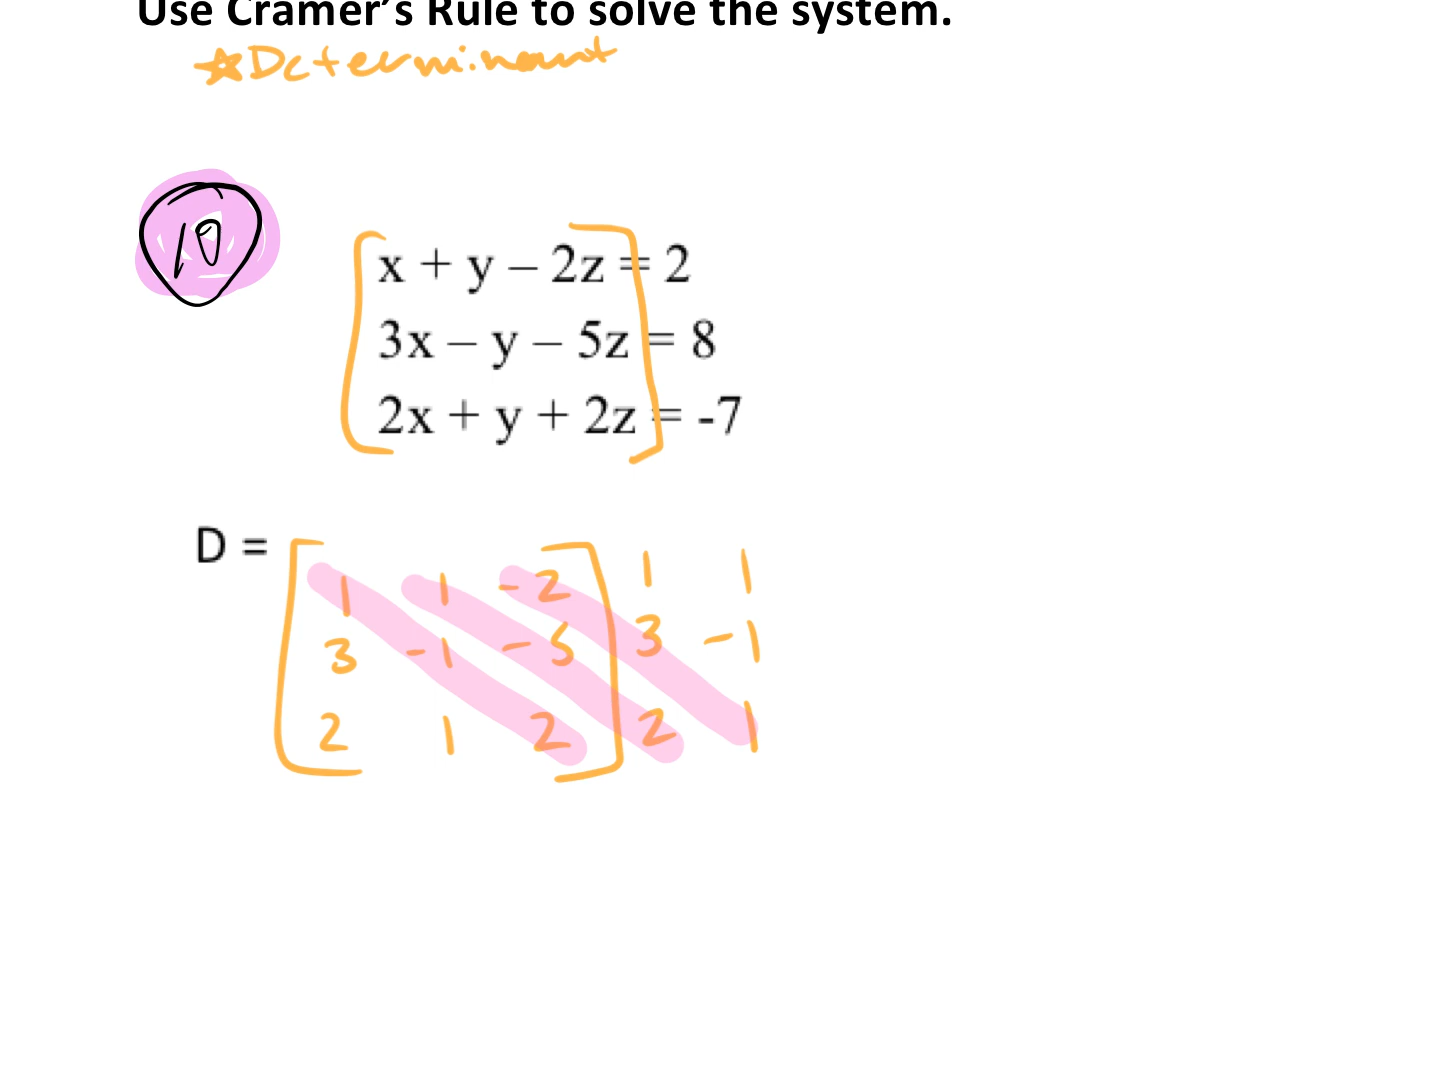 Use Cramer's Rule to solve the system.
☆Determinant
10
x + y – 2z = 2
3x – y – 5z = 8
2x + y + 2z = -7
D =
1 1 -2 1 1
3 -1 -5 3 -1
2 1 2 2 1